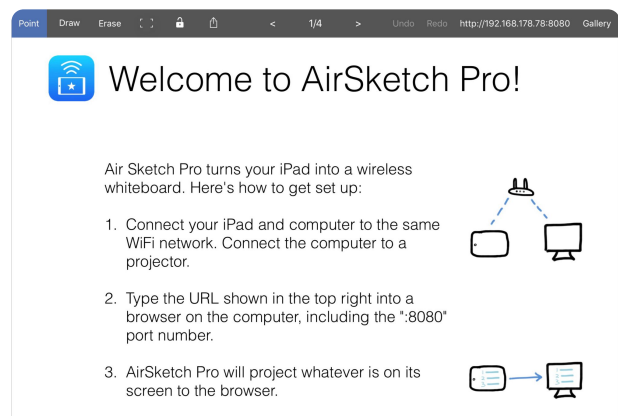 Point Draw Erase < 1/4 > Undo Redo http://192.168.178.78:8080 Gallery
Welcome to AirSketch Pro!
Air Sketch Pro turns your iPad into a wireless
whiteboard. Here's how to get set up:
1. Connect your iPad and computer to the same
WiFi network. Connect the computer to a
projector.
2. Type the URL shown in the top right into a
browser on the computer, including the ":8080"
port number.
3. AirSketch Pro will project whatever is on its
screen to the browser.